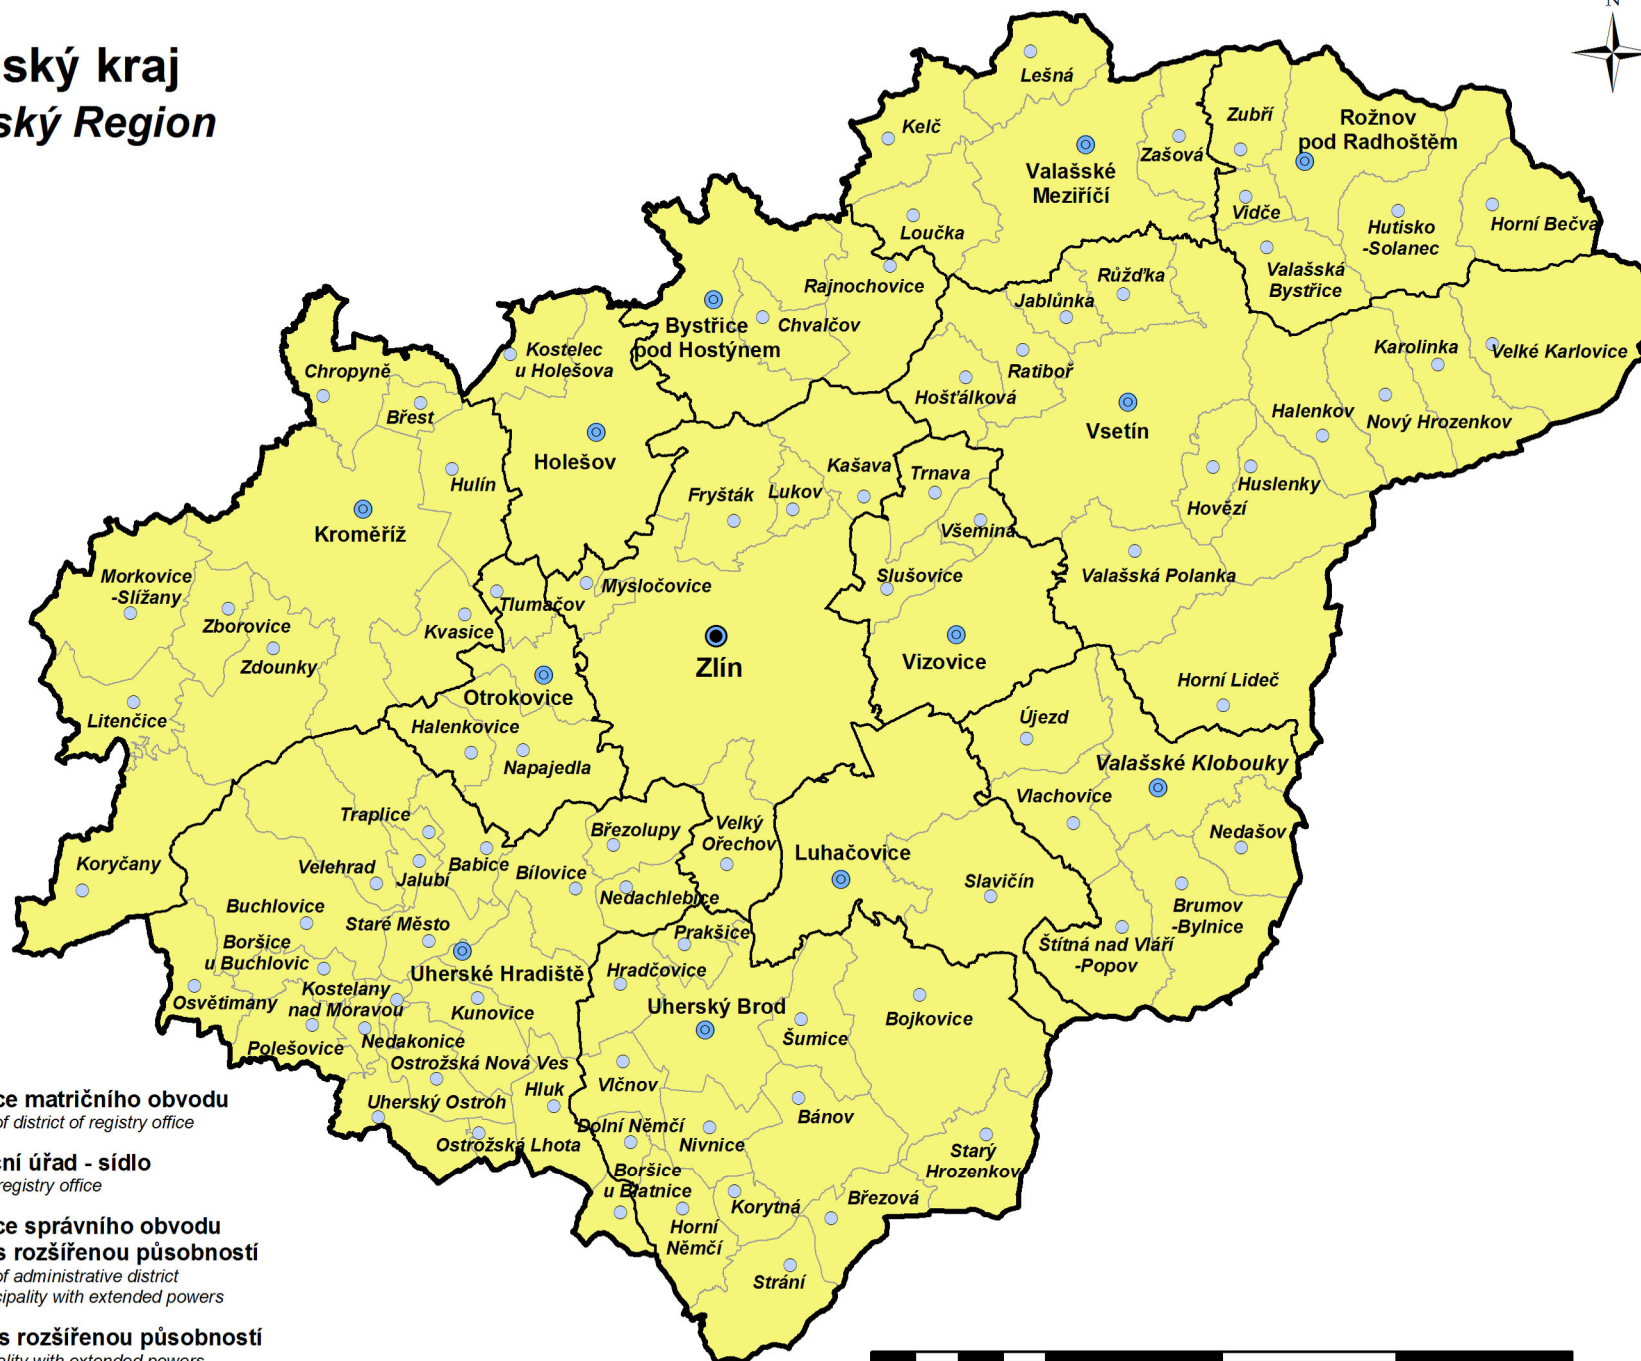 N
ský kraj
ský Region
Lešná
Kelč
Zubří
Rožnov
pod Radhoštěm
Zašová
Valašské
Meziříčí
Vidče
Loučka
Hutisko
-Solanec
Horní Bečva
Valašská
Bystřice
Růžďka
Rajnochovice
Jablůnka
Bystřice
pod Hostýnem
Chvalčov
Kostelec
u Holešova
Karolinka
Velké Karlovice
Chropyně
Ratiboř
Hošťálková
Břest
Halenkov
Nový Hrozenkov
Vsetín
Holešov
Kašava
Trnava
Hulín
Fryšták
Lukov
Huslenky
Hovězí
Kroměříž
Všemina
Morkovice
-Slížany
Slušovice
Valašská Polanka
Mysločovice
Tlumačov
Zborovice
Kvasice
Zdounky
Zlín
Vizovice
Horní Lideč
Otrokovice
Litenčice
Halenkovice
Újezd
Napajedla
Valašské Klobouky
Vlachovice
Traplice
Březolupy
Velký
Ořechov
Nedašov
Koryčany
Velehrad
Jalubí
Babice
Bílovice
Luhačovice
Slavičín
Nedachlebice
Buchlovice
Brumov
-Bylnice
Staré Město
Prakšice
Boršice
u Buchlovic
Štítná nad Vláří
-Popov
Uherské Hradiště
Hradčovice
Kostelany
nad Moravou
Osvětimany
Uherský Brod
Kunovice
Bojkovice
Šumice
Nedakonice
Polešovice
Ostrožská Nová Ves
Hluk
Vlčnov
Uherský Ostroh
Bánov
Dolní Němčí
Nivnice
Ostrožská Lhota
Starý
Hrozenkov
Boršice
u Blatnice
Březová
Korytná
Horní
Němčí
Strání
ce matričního obvodu
of district of registry office
ní úřad - sídlo
registry office
ce správního obvodu
s rozšířenou působností
of administrative district
cipality with extended powers
s rozšířenou působností
ality with extended powers